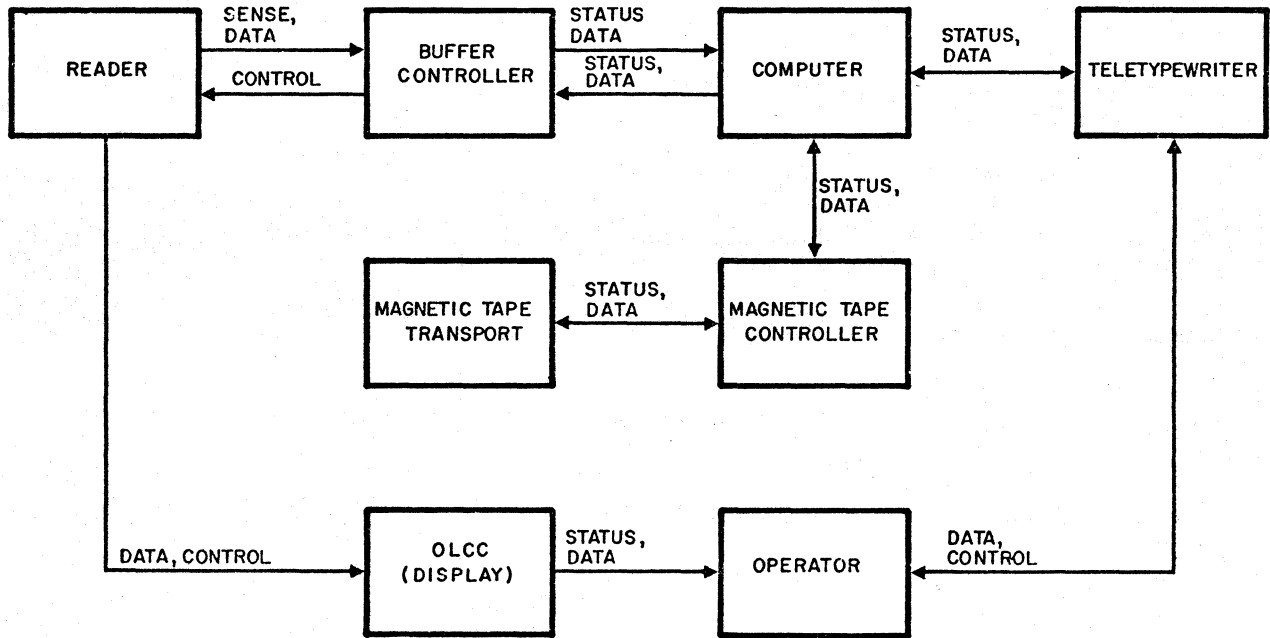 READER
SENSE,
DATA
CONTROL
BUFFER
CONTROLLER
STATUS
DATA
STATUS,
DATA
COMPUTER
STATUS,
DATA
TELETYPEWRITER
STATUS,
DATA
MAGNETIC TAPE
TRANSPORT
STATUS,
DATA
MAGNETIC TAPE
CONTROLLER
DATA, CONTROL
OLCC
(DISPLAY)
STATUS,
DATA
OPERATOR
DATA,
CONTROL